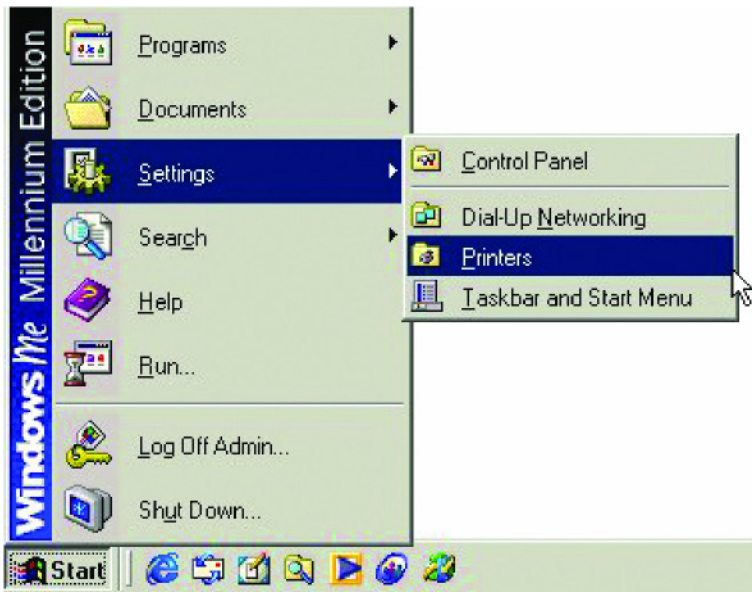 Windows Me Millennium Edition
Programs
Documents
Settings
Search
Help
Run...
Log Off Admin...
Shut Down...
Control Panel
Dial-Up Networking
Printers
Taskbar and Start Menu
Start